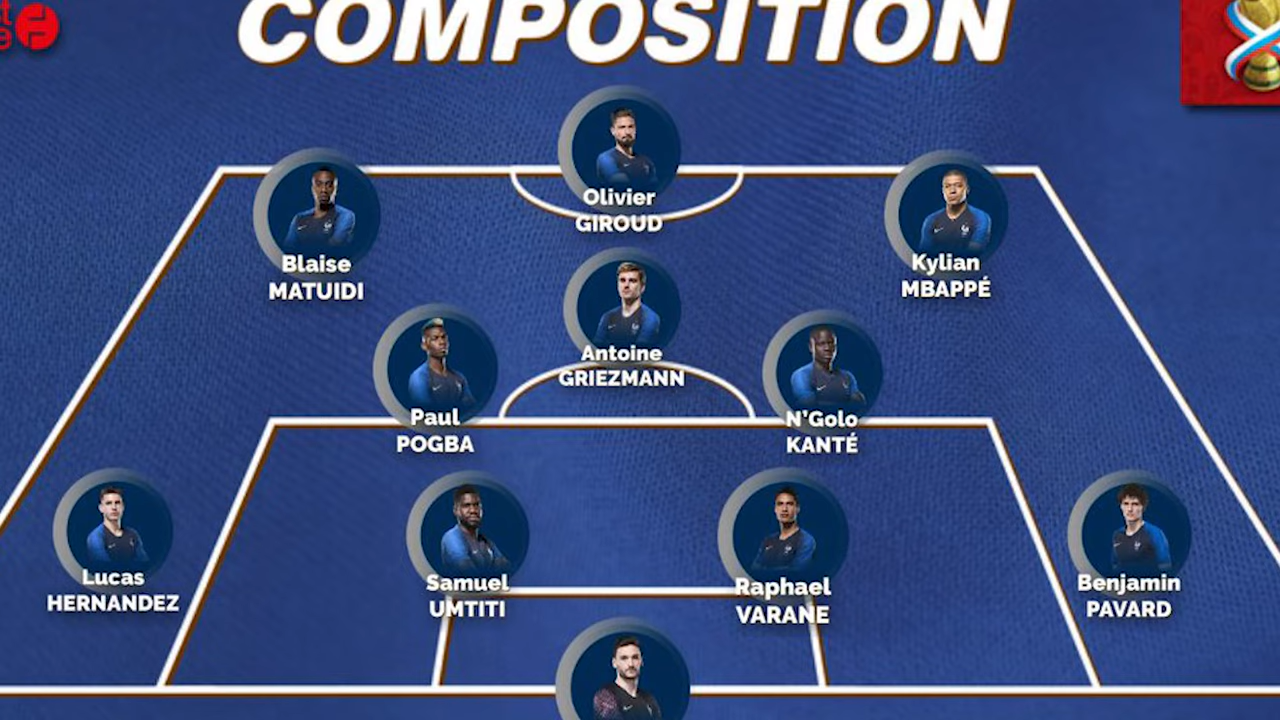 COMPOSITION
Olivier
GIROUD
Blaise
MATUIDI
Kylian
MBAPPÉ
Antoine
GRIEZMANN
Paul
POGBA
N'Golo
KANTÉ
Lucas
HERNANDEZ
Samuel
UMTITI
Raphael
VARANE
Benjamin
PAVARD